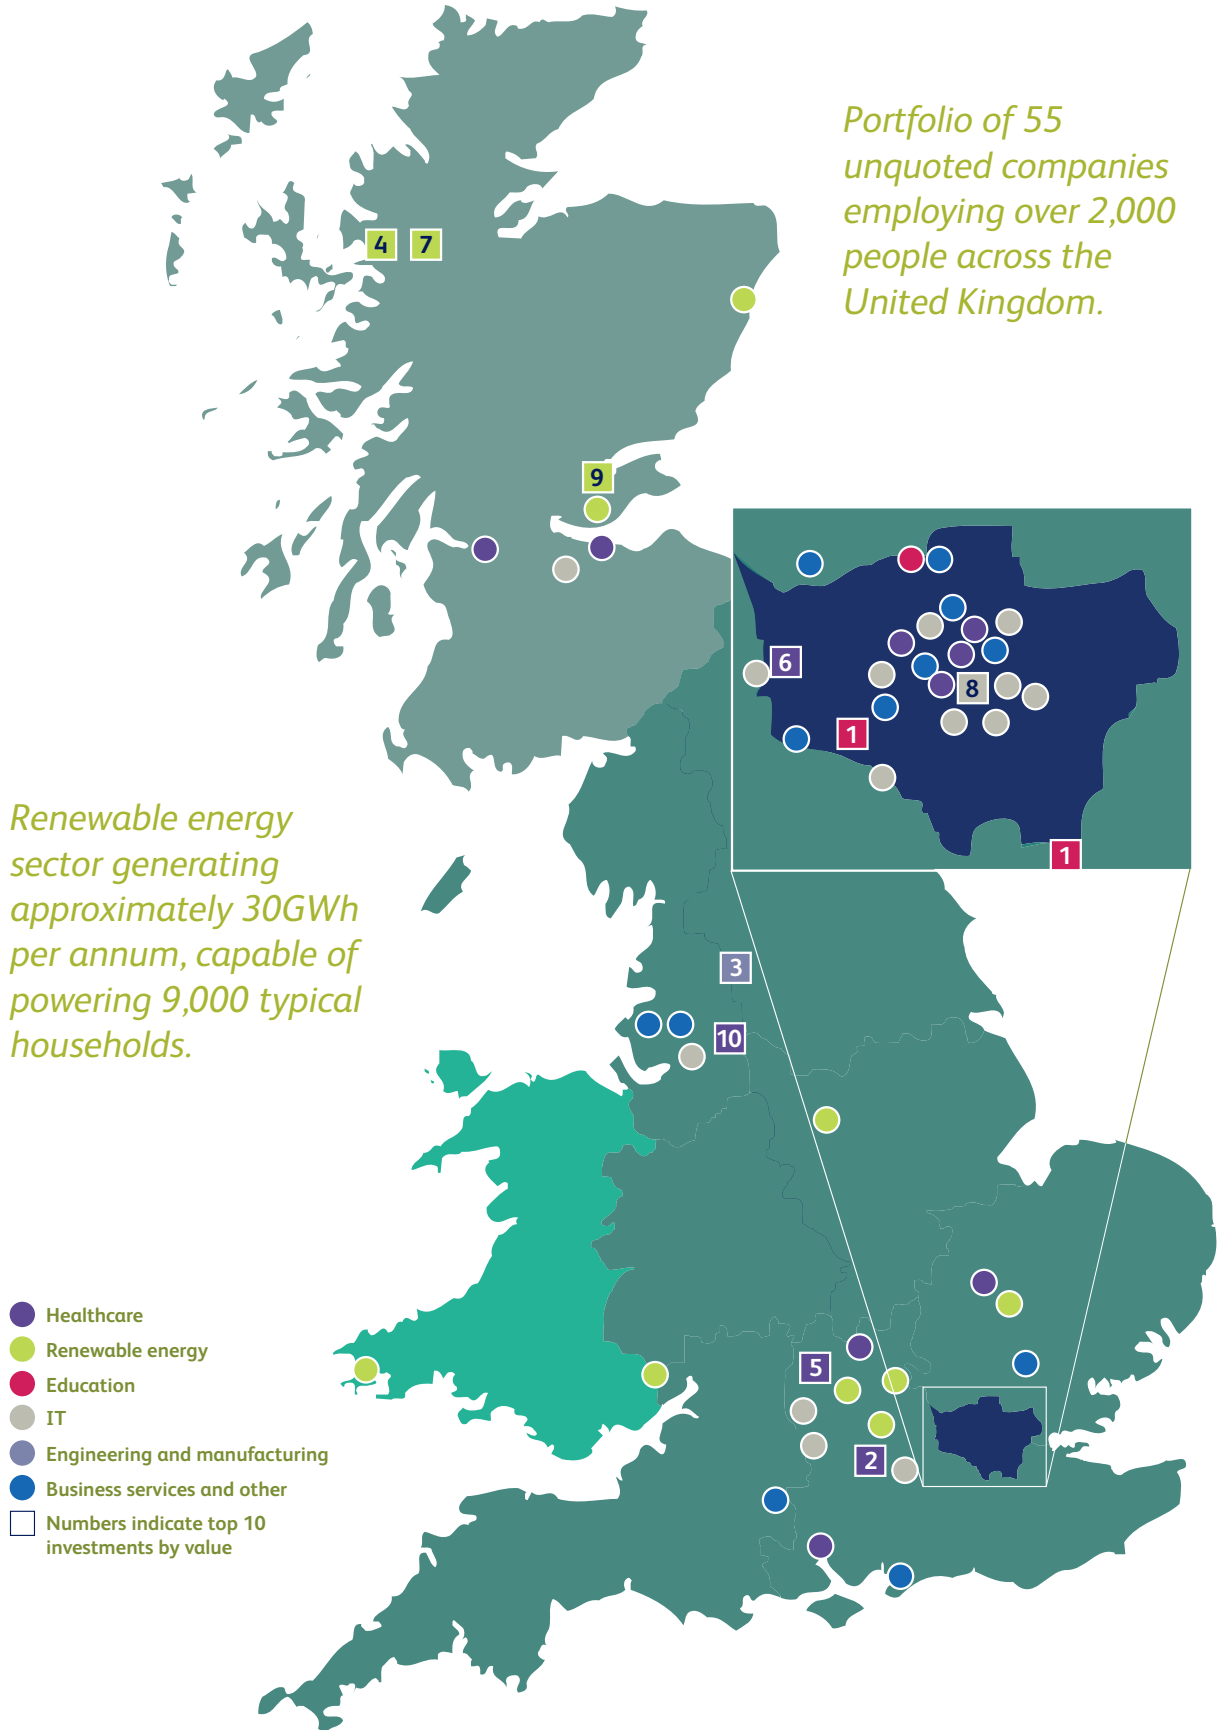 Portfolio of 55
unquoted companies
employing over 2,000
people across the
United Kingdom.
4 7
9
6
8
1
1
Renewable energy
sector generating
approximately 30GWh
per annum, capable of
powering 9,000 typical
households.
3
10
5
2
Healthcare
Renewable energy
Education
IT
Engineering and manufacturing
Business services and other
Numbers indicate top 10
investments by value